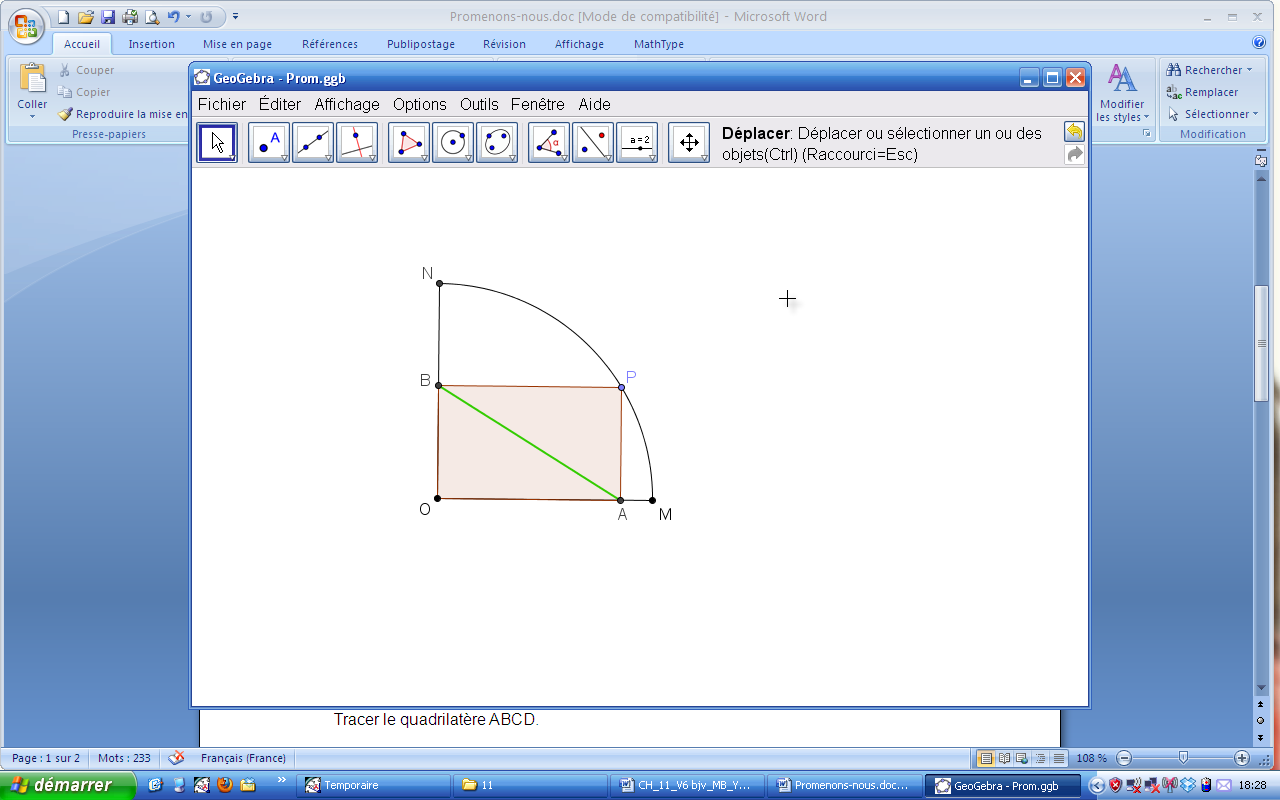 Promenons-nous.doc [Mode de compatibilité] - Microsoft Word
Accueil Insertion Mise en page Références Publipostage Révision Affichage MathType
Coller
Couper
Copier
Reproduire la mise en
Presse-papiers
Modifier
les styles
Rechercher
Remplacer
Sélectionner
Modification
GeoGebra - Prom.ggb
Fichier Éditer Affichage Options Outils Fenêtre Aide
A
α
a = 2
Déplacer: Déplacer ou sélectionner un ou des
objets(Ctrl) (Raccourci=Esc)
N
B
P
O
A
M
Tracer le quadrilatère ABCD.
Page : 1 sur 2 Mots : 233 Français (France) 108 %
démarrer Temporaire 11 CH_11_V6 bjv_MB_Y... Promenons-nous.doc... GeoGebra - Prom.ggb 18:28